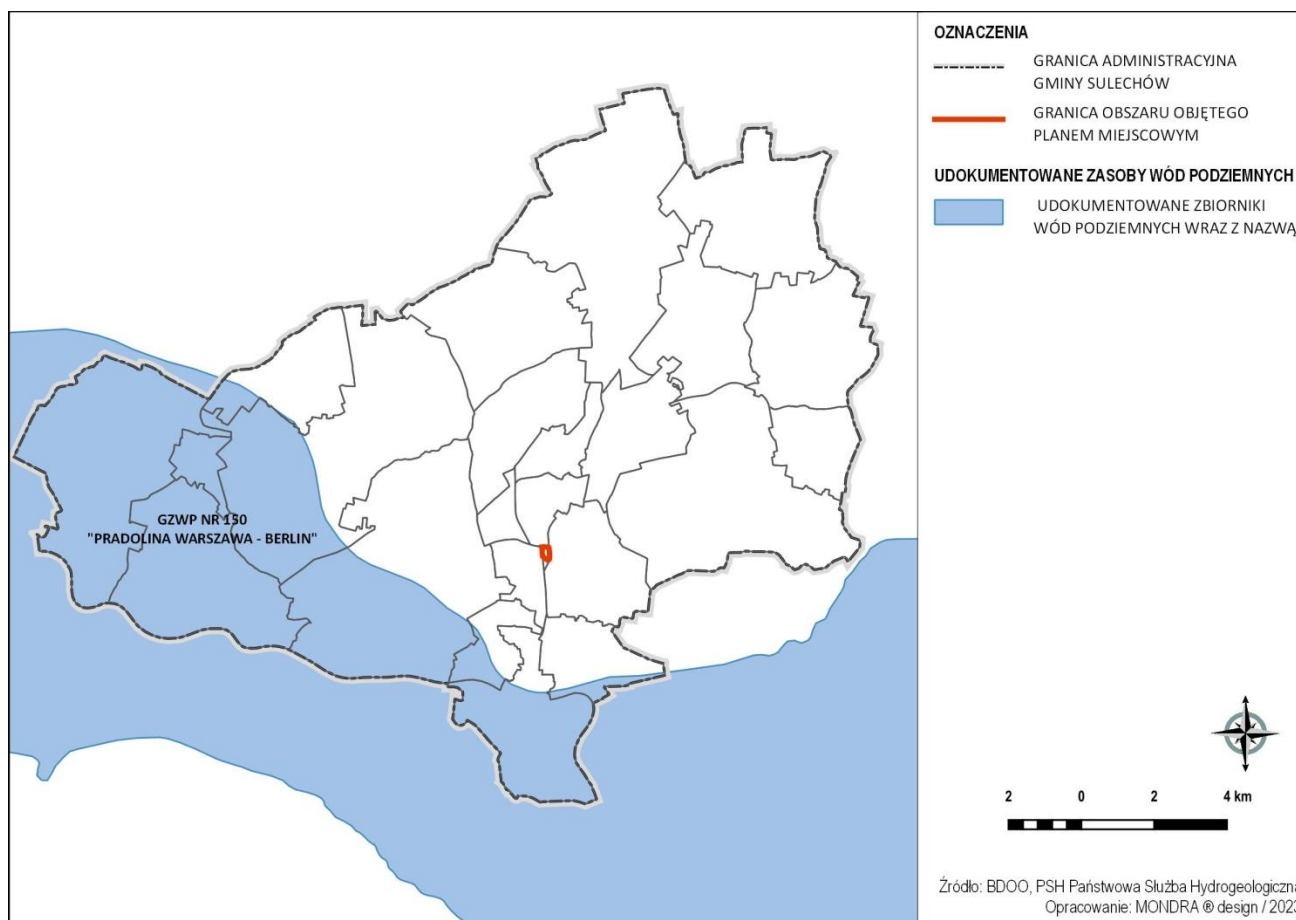 OZNACZENIA
GRANICA ADMINISTRACYJNA
GMINY SULECHÓW
GRANICA OBSZARU OBJĘTEGO
PLANEM MIEJSCOWYM
UDOKUMENTOWANE ZASOBY WÓD PODZIEMNYCH
UDOKUMENTOWANE ZBIORNIKI
WÓD PODZIEMNYCH WRAZ Z NAZWĄ
GZWP NR 150
"PRADOLINA WARSZAWA - BERLIN"
2 0 2 4 km
Źródło: BDOO, PSH Państwowa Służba Hydrogeologiczna
Opracowanie: MONDRA ® design / 2023